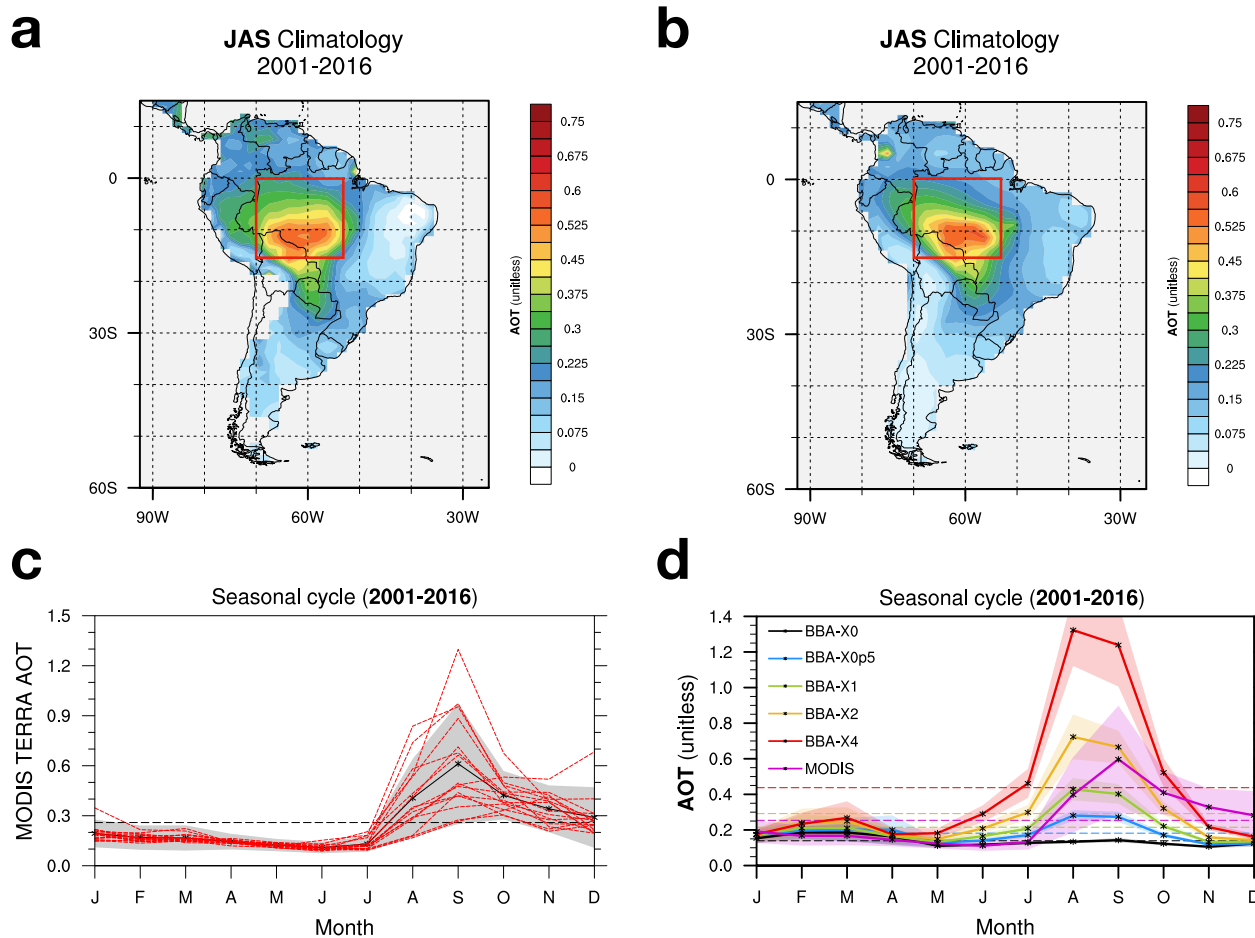 a
JAS Climatology
2001-2016
0
30S
60S
90W
60W
30W
0.75
0.675
0.6
0.525
0.45
0.375
0.3
0.225
0.15
0.075
0
AOT (unitless)
b
JAS Climatology
2001-2016
0
30S
60S
90W
60W
30W
0.75
0.675
0.6
0.525
0.45
0.375
0.3
0.225
0.15
0.075
0
AOT (unitless)
c
Seasonal cycle (2001-2016)
MODIS TERRA AOT
1.5
1.2
0.9
0.6
0.3
0.0
J F M A M J J A S O N D
Month
d
Seasonal cycle (2001-2016)
AOT (unitless)
1.4
1.2
1.0
0.8
0.6
0.4
0.2
0.0
BBA-X0
BBA-X0p5
BBA-X1
BBA-X2
BBA-X4
MODIS
J F M A M J J A S O N D
Month